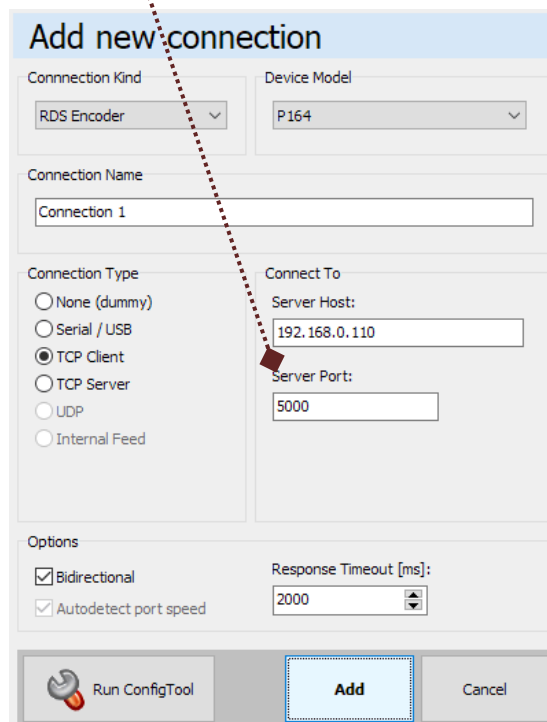 Add new connection
Connnection Kind
Device Model
RDS Encoder
P164
Connection Name
Connection 1
Connection Type
Connect To
None (dummy)
Server Host:
Serial / USB
192.168.0.110
TCP Client
Server Port:
TCP Server
5000
UDP
Internal Feed
Options
Bidirectional
Response Timeout [ms]:
Autodetect port speed
2000
Run ConfigTool
Add
Cancel